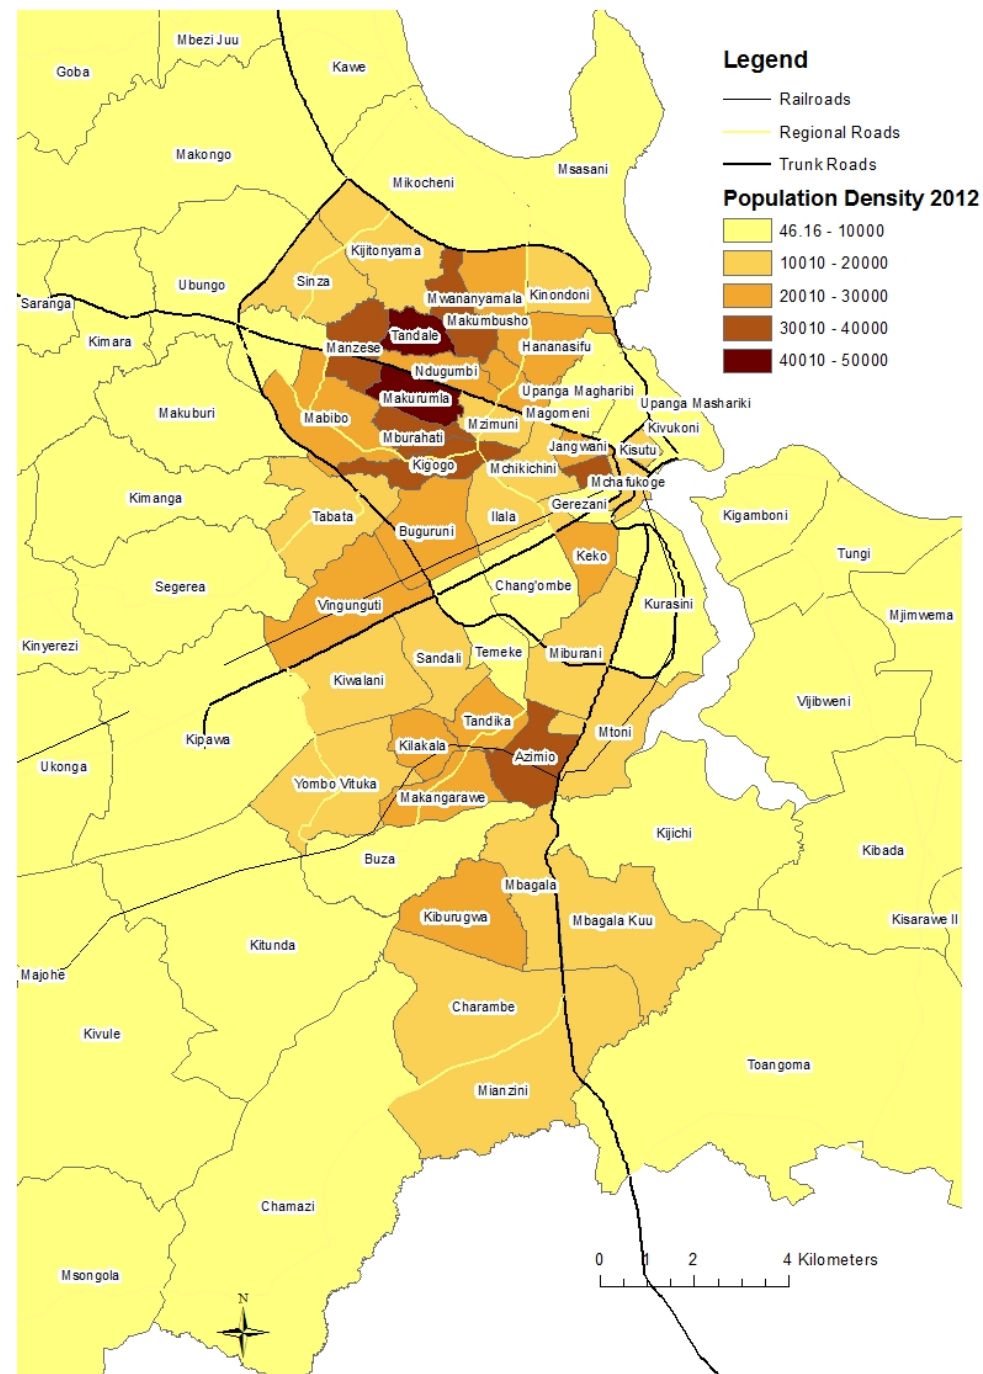 Mbezi Juu
Goba
Kawe
Legend
Railroads
Regional Roads
Trunk Roads
Population Density 2012
46.16 - 10000
10010 - 20000
20010 - 30000
30010 - 40000
40010 - 50000
Makongo
Mikocheni
Msasani
Kijitonyama
Sinza
Ubungo
Mwananyamala
Kinondoni
Saranga
Makumbusho
Tandale
Kimara
Manzese
Hananasifu
Ndugumbi
Upanga Magharibi
Makurumla
Upanga Mashariki
Makuburi
Mabibo
Magomeni
Mzimuni
Kivukoni
Mburahati
Jangwani
Kisutu
Kigogo
Mchikichini
Mchafukoge
Kimanga
Gerezani
Tabata
Ilala
Kigamboni
Buguruni
Keko
Tungi
Segerea
Chang'ombe
Vingunguti
Kurasini
Mjimwema
Kinyerezi
Sandali
Temeke
Miburani
Kiwalani
Vijibweni
Tandika
Mtoni
Kipawa
Kilakala
Azimio
Ukonga
Yombo Vituka
Makangarawe
Kijichi
Buza
Kibada
Mbagala
Kiburugwa
Mbagala Kuu
Kisarawe II
Kitunda
Majohe
Charambe
Kivule
Toangoma
Mianzini
Chamazi
0 1 2 4 Kilometers
Msongola
N